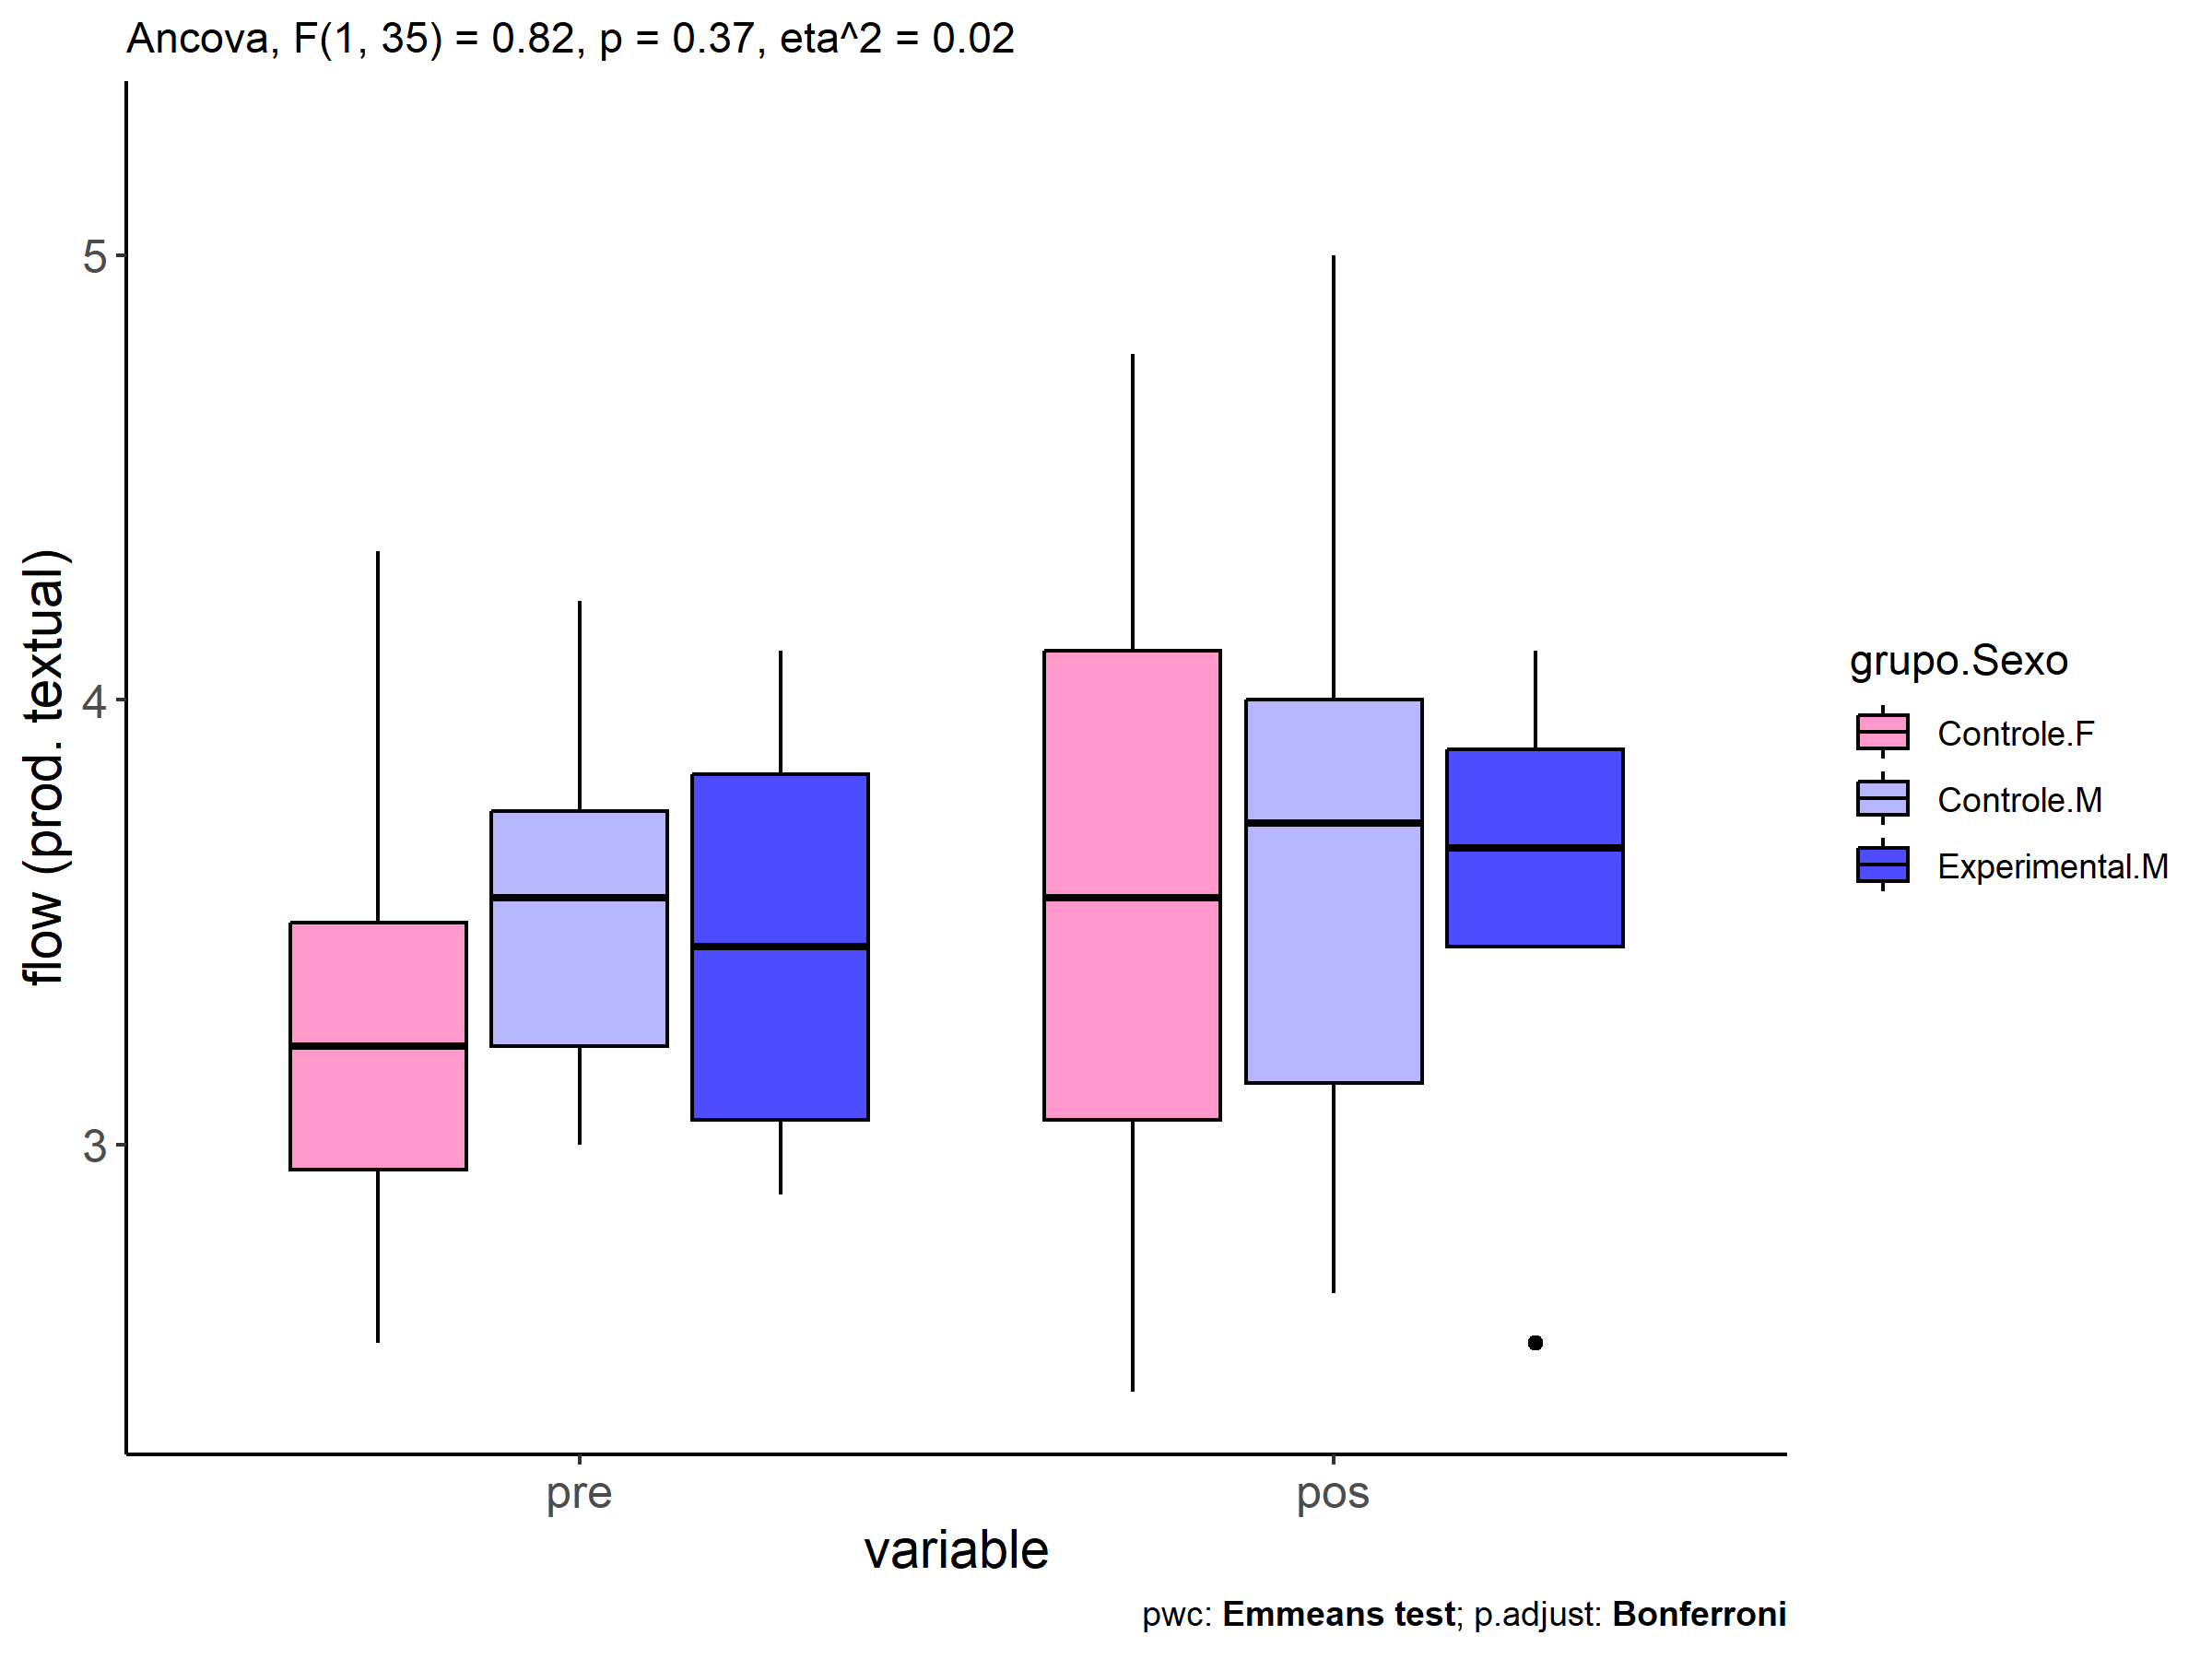 Ancova, F(1, 35) = 0.82, p = 0.37, eta^2 = 0.02
flow (prod. textual)
5
4
3
pre
pos
variable
grupo.Sexo
Controle.F
Controle.M
Experimental.M
pwc: Emmeans test; p.adjust: Bonferroni